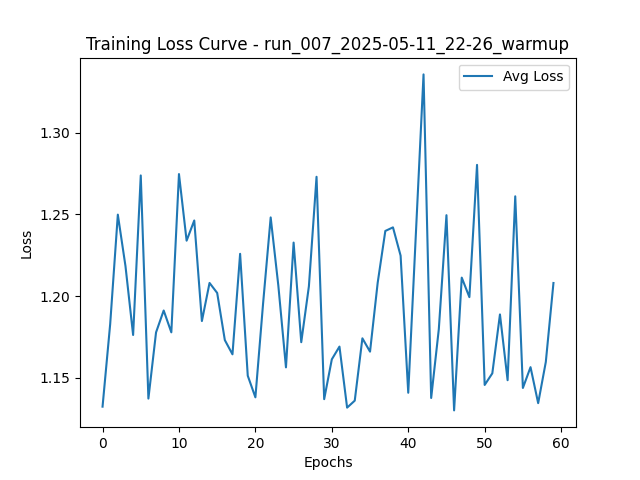 Training Loss Curve - run_007_2025-05-11_22-26_warmup
Avg Loss
Loss
1.30
1.25
1.20
1.15
0 10 20 30 40 50 60
Epochs